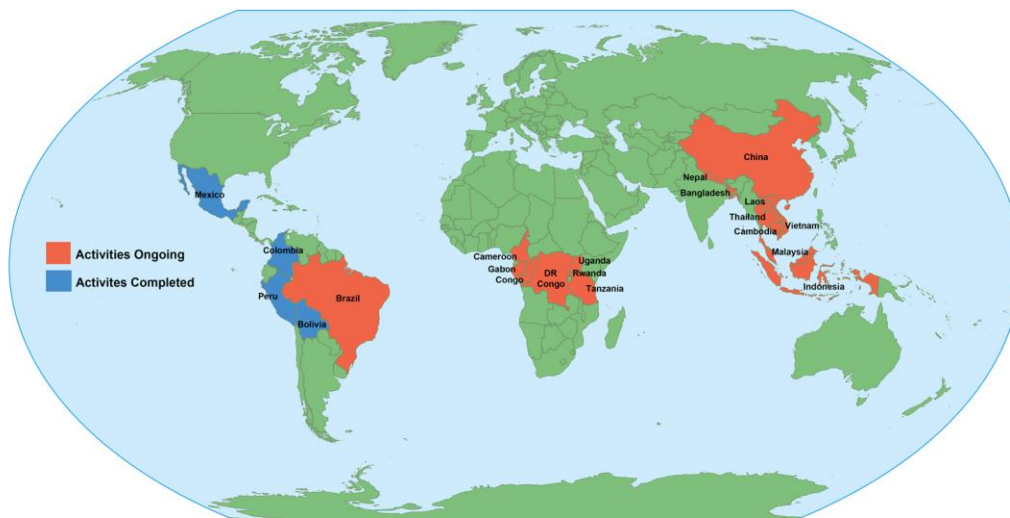 China
Nepal
Bangladesh
Mexico
Laos
Thailand
Vietnam
Cambodia
Activities Ongoing
Colombia
Cameroon
Uganda
Malaysia
Gabon
DR
Congo
Rwanda
Congo
Activites Completed
Peru
Brazil
Tanzania
Indonesia
Bolivia